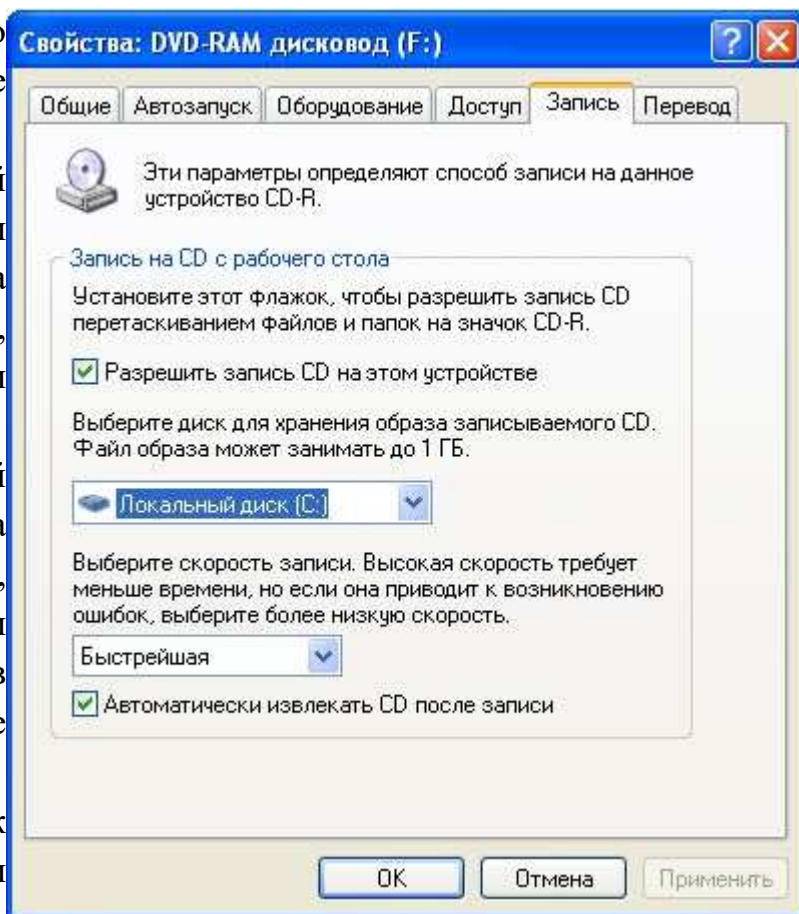 Свойства: DVD-RAM дисковод (F:)
Общие Автозапуск Оборудование Доступ Запись Перевод
Эти параметры определяют способ записи на данное
устройство CD-R.
Запись на CD с рабочего стола
Установите этот флажок, чтобы разрешить запись CD
перетаскиванием файлов и папок на значок CD-R.
Разрешить запись CD на этом устройстве
Выберите диск для хранения образа записываемого CD.
Файл образа может занимать до 1 ГБ.
Локальный диск (C:)
Выберите скорость записи. Высокая скорость требует
меньше времени, но если она приводит к возникновению
ошибок, выберите более низкую скорость.
Быстрейшая
Автоматически извлекать CD после записи
OK Отмена Применить